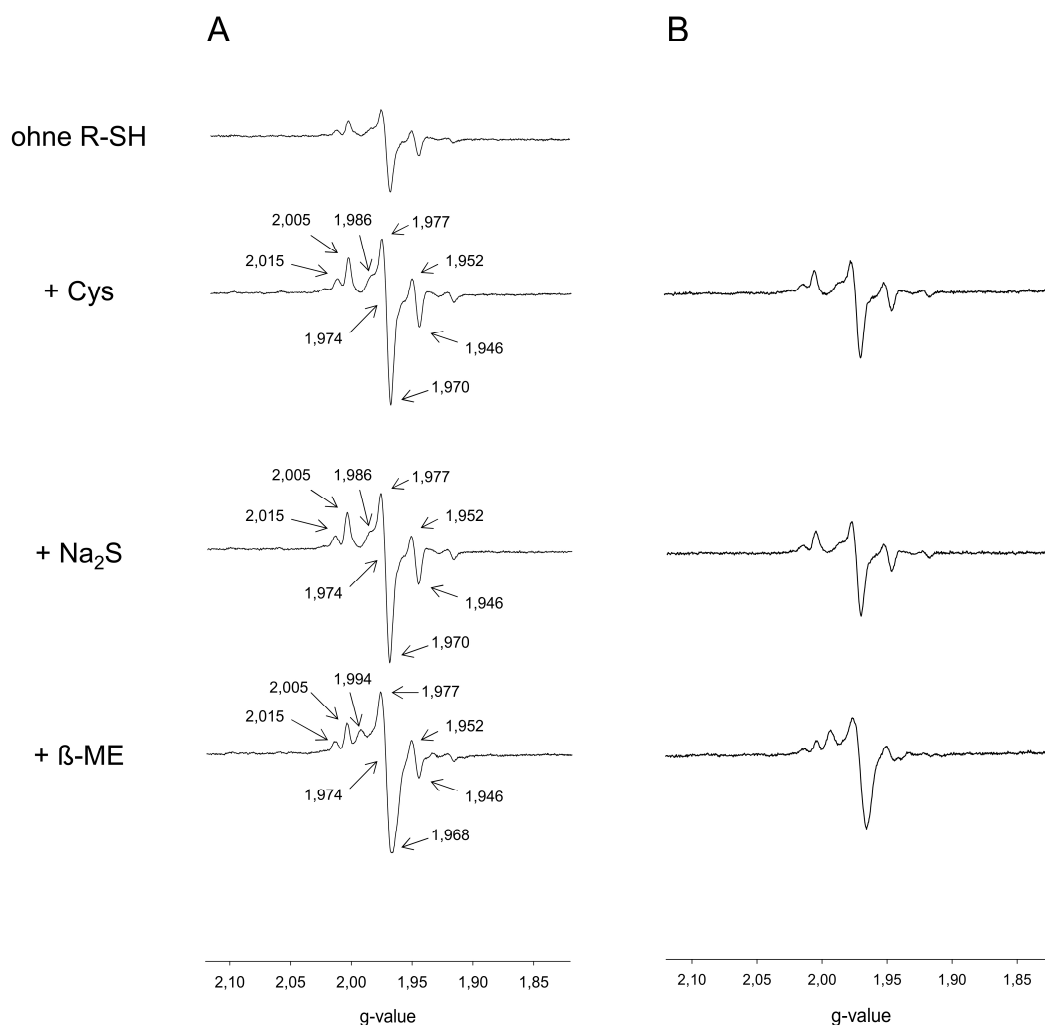 A
B
ohne R-SH
2,005
1,986
1,977
2,015
1,952
+ Cys
1,974
1,946
1,970
2,005
1,986
1,977
2,015
1,952
+ Na₂S
1,974
1,946
1,970
2,005
1,994
1,977
2,015
1,952
+ ß-ME
1,974
1,946
1,968
2,10 2,05 2,00 1,95 1,90 1,85
g-value
2,10 2,05 2,00 1,95 1,90 1,85
g-value